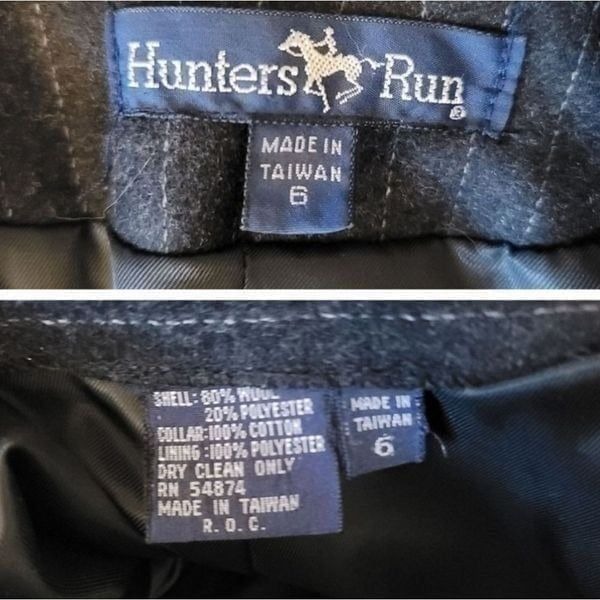 Hunters Run ®
MADE IN
TAIWAN
6
SHELL: 80% WOOL
20% POLYESTER
COLLAR:100% COTTON
LINING :100% POLYESTER
DRY CLEAN ONLY
RN 54874
MADE IN TAIWAN
R. O. C.
MADE IN
TAIWAN
6